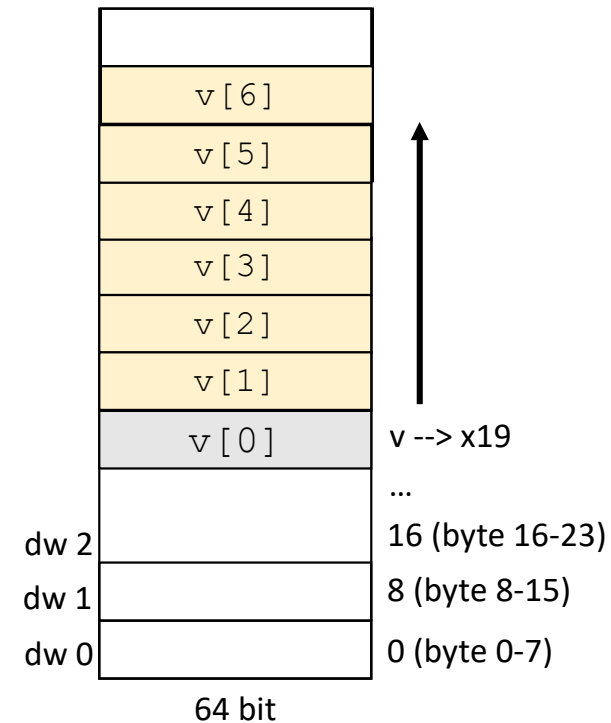 v[6]
v[5]
v[4]
v[3]
v[2]
v[1]
v[0] v --> x19
...
dw 2 16 (byte 16-23)
dw 1 8 (byte 8-15)
dw 0 0 (byte 0-7)
64 bit